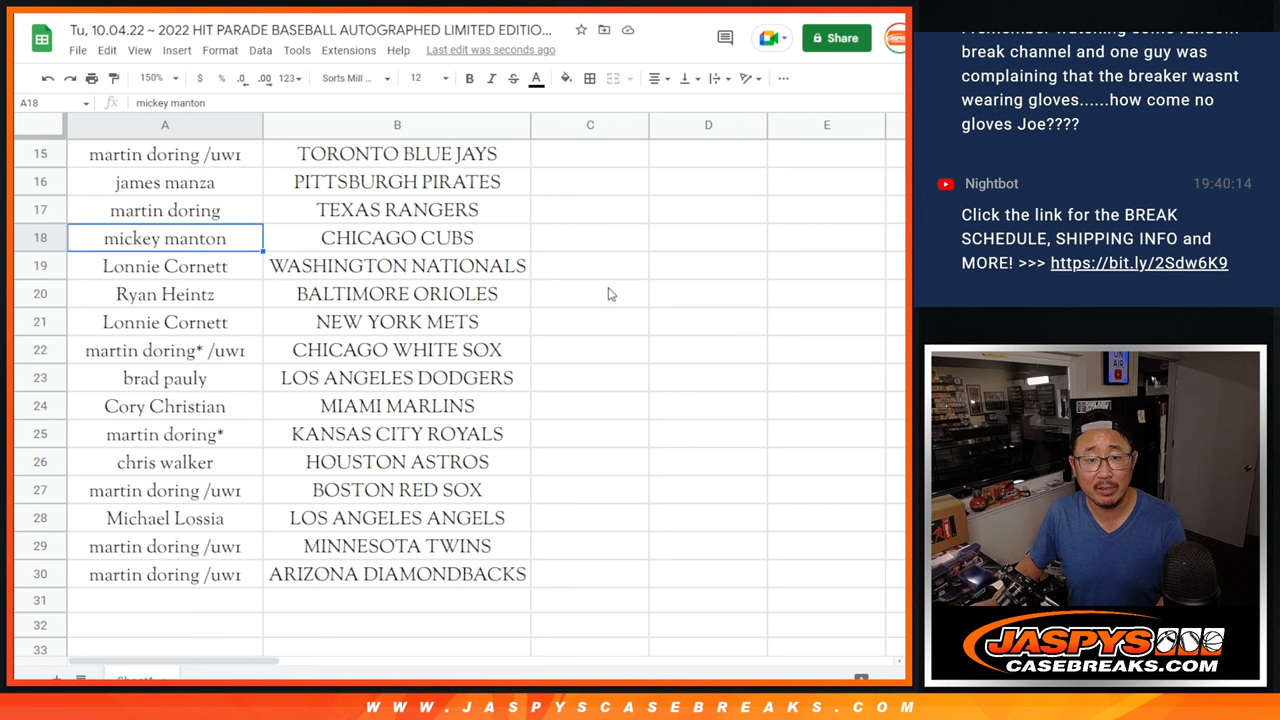 Tu, 10.04.22 ~ 2022 HIT PARADE BASEBALL AUTOGRAPHED LIMITED EDITIO...
File Edit View Insert Format Data Tools Extensions Help Last edit was seconds ago
Share
150% $ % .0 .00 123 Sorts Mill ... 12 B I S A
A18 fx mickey manton
A B C D E
15 martin doring /uw1 TORONTO BLUE JAYS
16 james manza PITTSBURGH PIRATES
17 martin doring TEXAS RANGERS
18 mickey manton CHICAGO CUBS
19 Lonnie Cornett WASHINGTON NATIONALS
20 Ryan Heintz BALTIMORE ORIOLES
21 Lonnie Cornett NEW YORK METS
22 martin doring* /uw1 CHICAGO WHITE SOX
23 brad pauly LOS ANGELES DODGERS
24 Cory Christian MIAMI MARLINS
25 martin doring* KANSAS CITY ROYALS
26 chris walker HOUSTON ASTROS
27 martin doring /uw1 BOSTON RED SOX
28 Michael Lossia LOS ANGELES ANGELS
29 martin doring /uw1 MINNESOTA TWINS
30 martin doring /uw1 ARIZONA DIAMONDBACKS
31
32
33
break channel and one guy was
complaining that the breaker wasnt
wearing gloves......how come no
gloves Joe????
Nightbot 19:40:14
Click the link for the BREAK
SCHEDULE, SHIPPING INFO and
MORE! >>> https://bit.ly/2Sdw6K9
ON
AIR
JASPYS
CASEBREAKS.COM
WWW.JASPYSCASEBREAKS.COM